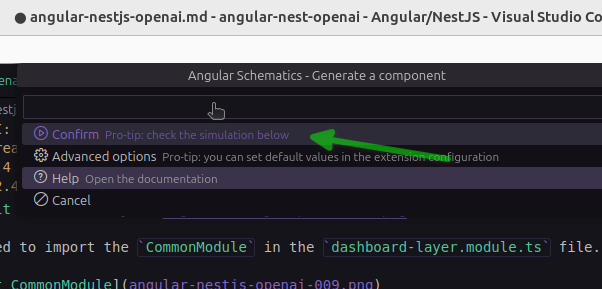 ● angular-nestjs-openai.md - angular-nest-openai - Angular/NestJS - Visual Studio Co
Angular Schematics - Generate a component
Confirm Pro-tip: check the simulation below
Advanced options Pro-tip: you can set default values in the extension configuration
Help Open the documentation
Cancel
ed to import the `CommonModule` in the `dashboard-layer.module.ts` file.
t CommonModule](angular-nestjs-openai-009.png)